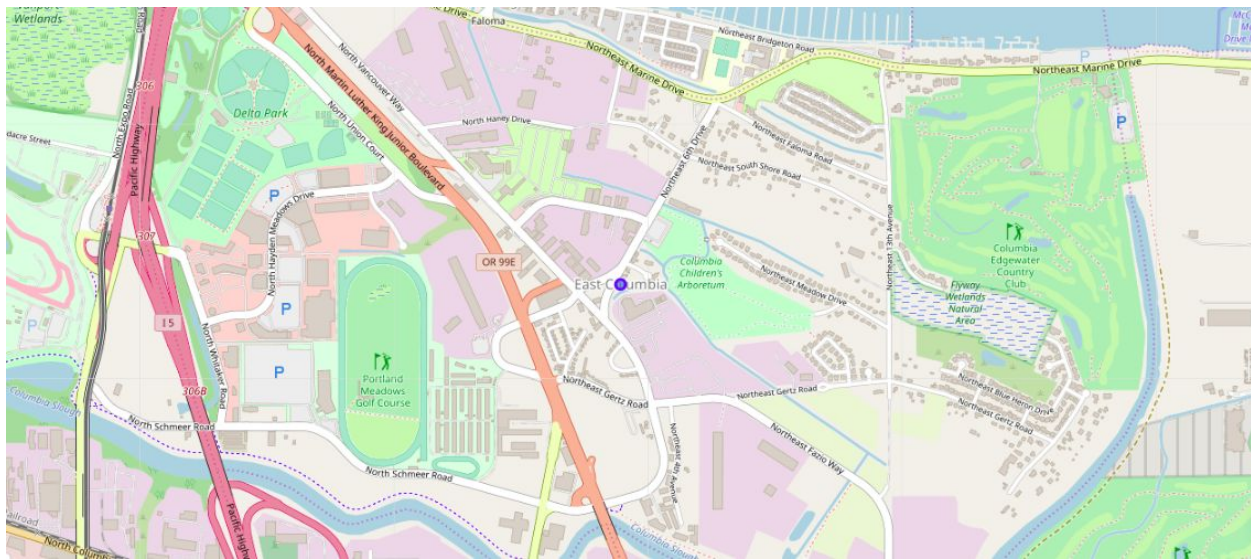 Wetlands
North Expo Road
206
Pacific Highway
Delta Park
North Vancouver Way
North Martin Luther King Junior Boulevard
North Union Court
Faloma
Northeast Marine Drive
Northeast Bridgeton Road
P
Northeast Marine Drive
P
North Haney Drive
Northeast 6th Drive
Northeast Faloma Road
Northeast South Shore Road
Northeast 13th Avenue
P
307
North Hayden Meadows Drive
OR 99E
East Columbia
Columbia
Children's
Arboretum
Northeast Meadow Drive
Columbia
Edgewater
Country
Club
Flyway
Wetlands
Natural
Area
P
P
I 5
North Whitaker Road
P
306B
Portland
Meadows
Golf Course
Columbia Slough
Northeast Gertz Road
Northeast Gertz Road
Northeast Blue Heron Drive
Northeast Gertz Road
North Schmeer Road
North Schmeer Road
Northeast 4th Avenue
Northeast Fazio Way
Pacific High
Columbia Slough
North Columb